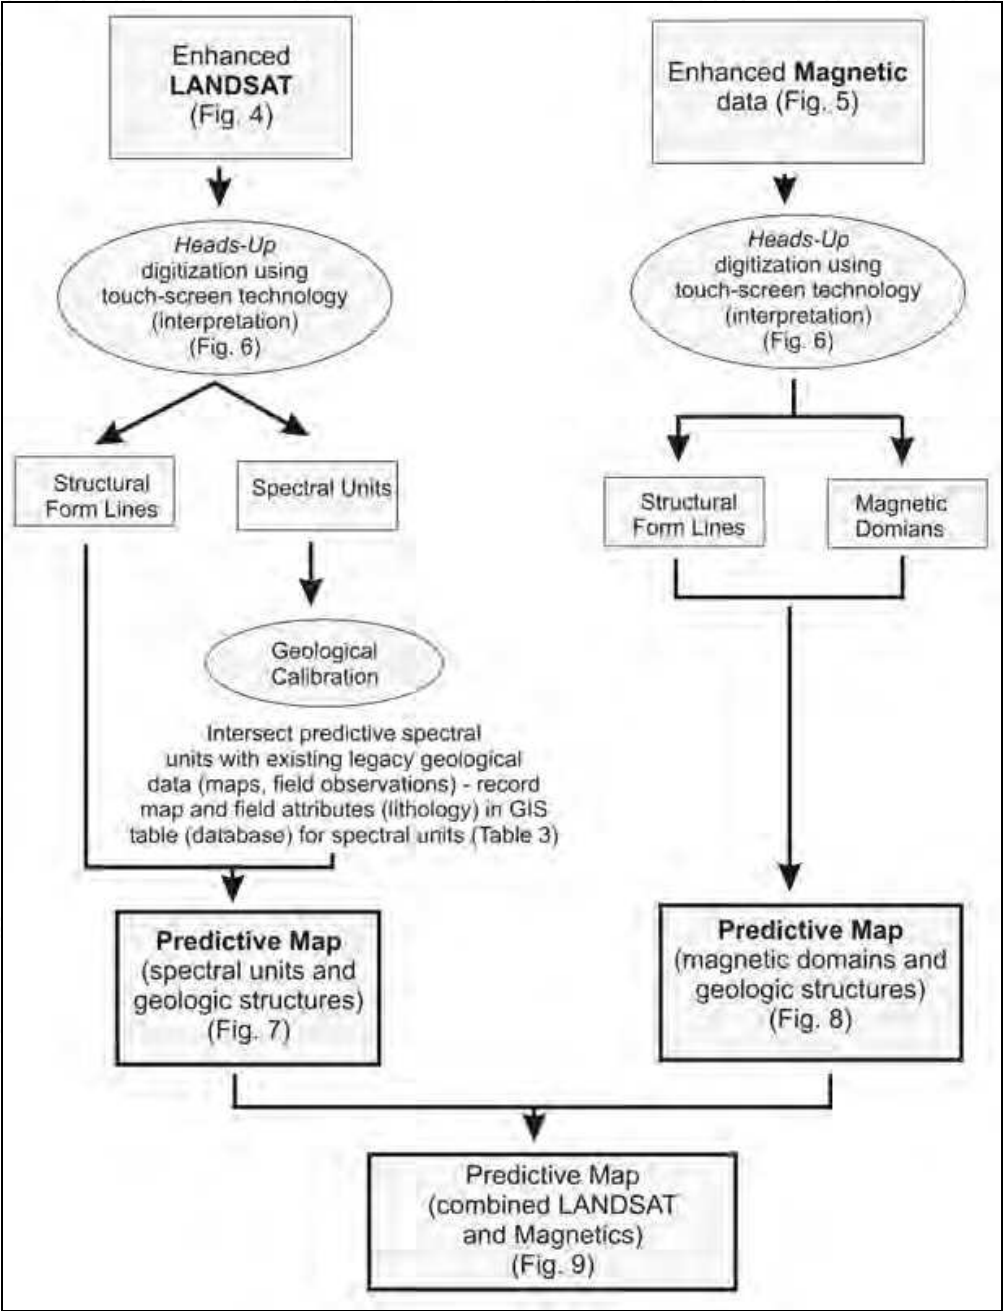 Enhanced
LANDSAT
(Fig. 4)
Enhanced Magnetic
data (Fig. 5)
Heads-Up
digitization using
touch-screen technology
(interpretation)
(Fig. 6)
Heads-Up
digitization using
touch-screen technology
(interpretation)
(Fig. 6)
Structural
Form Lines
Spectral Units
Structural
Form Lines
Magnetic
Domians
Geological
Calibration
Intersect predictive spectral
units with existing legacy geological
data (maps, field observations) - record
map and field attributes (lithology) in GIS
table (database) for spectral units (Table 3)
Predictive Map
(spectral units and
geologic structures)
(Fig. 7)
Predictive Map
(magnetic domains and
geologic structures)
(Fig. 8)
Predictive Map
(combined LANDSAT
and Magnetics)
(Fig. 9)